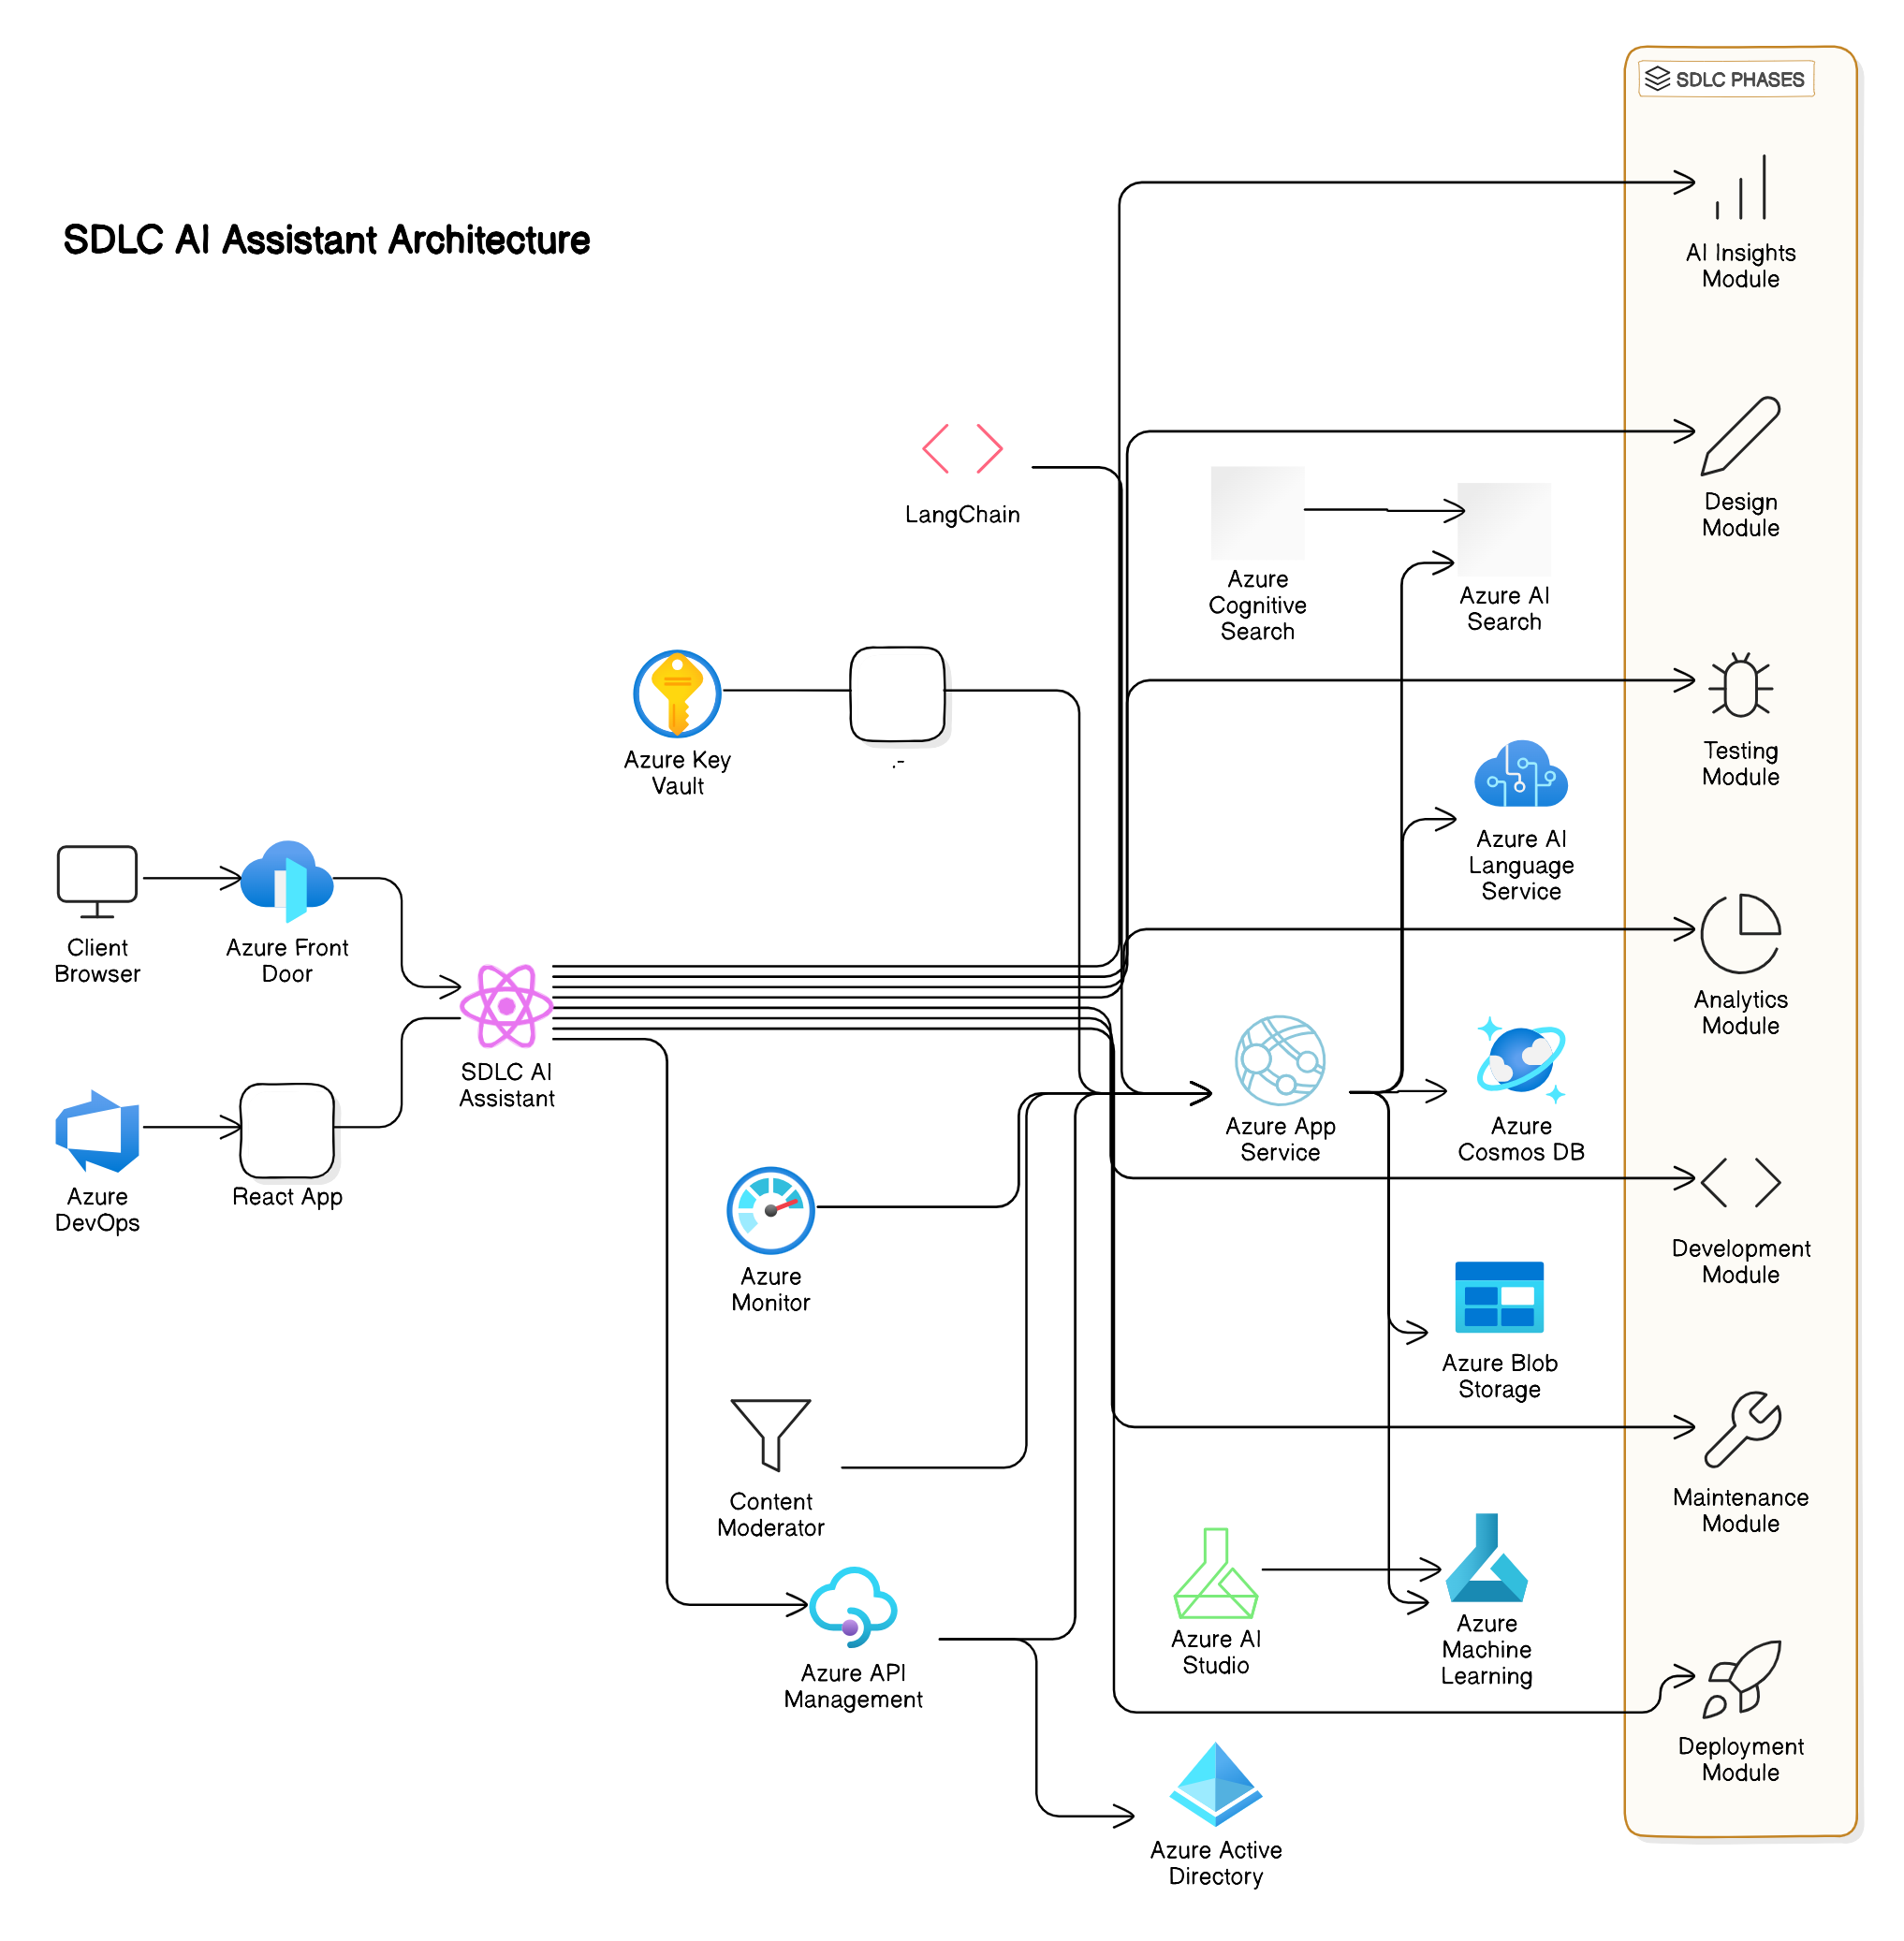 SDLC PHASES
SDLC AI Assistant Architecture
AI Insights
Module
LangChain
Design
Module
Azure
Cognitive
Search
Azure AI
Search
Azure Key
Vault
.-
Testing
Module
Azure AI
Language
Service
Client
Browser
Azure Front
Door
Analytics
Module
SDLC AI
Assistant
Azure App
Service
Azure
Cosmos DB
Azure
DevOps
React App
Azure
Monitor
Development
Module
Azure Blob
Storage
Content
Moderator
Maintenance
Module
Azure AI
Studio
Azure
Machine
Learning
Azure API
Management
Deployment
Module
Azure Active
Directory